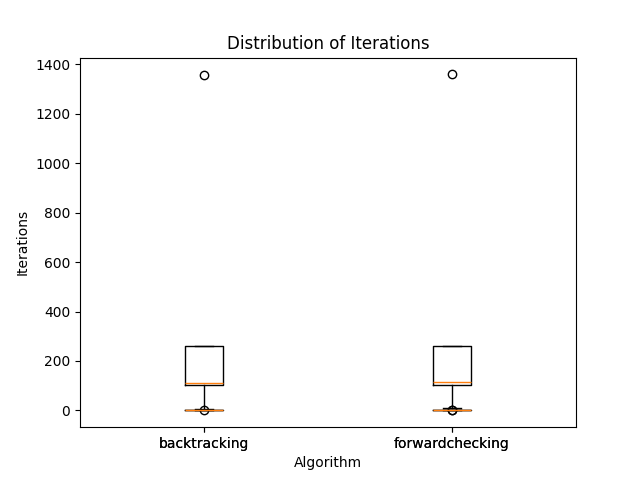 Distribution of Iterations
1400
1200
1000
800
600
400
200
0
Iterations
backtracking
forwardchecking
Algorithm